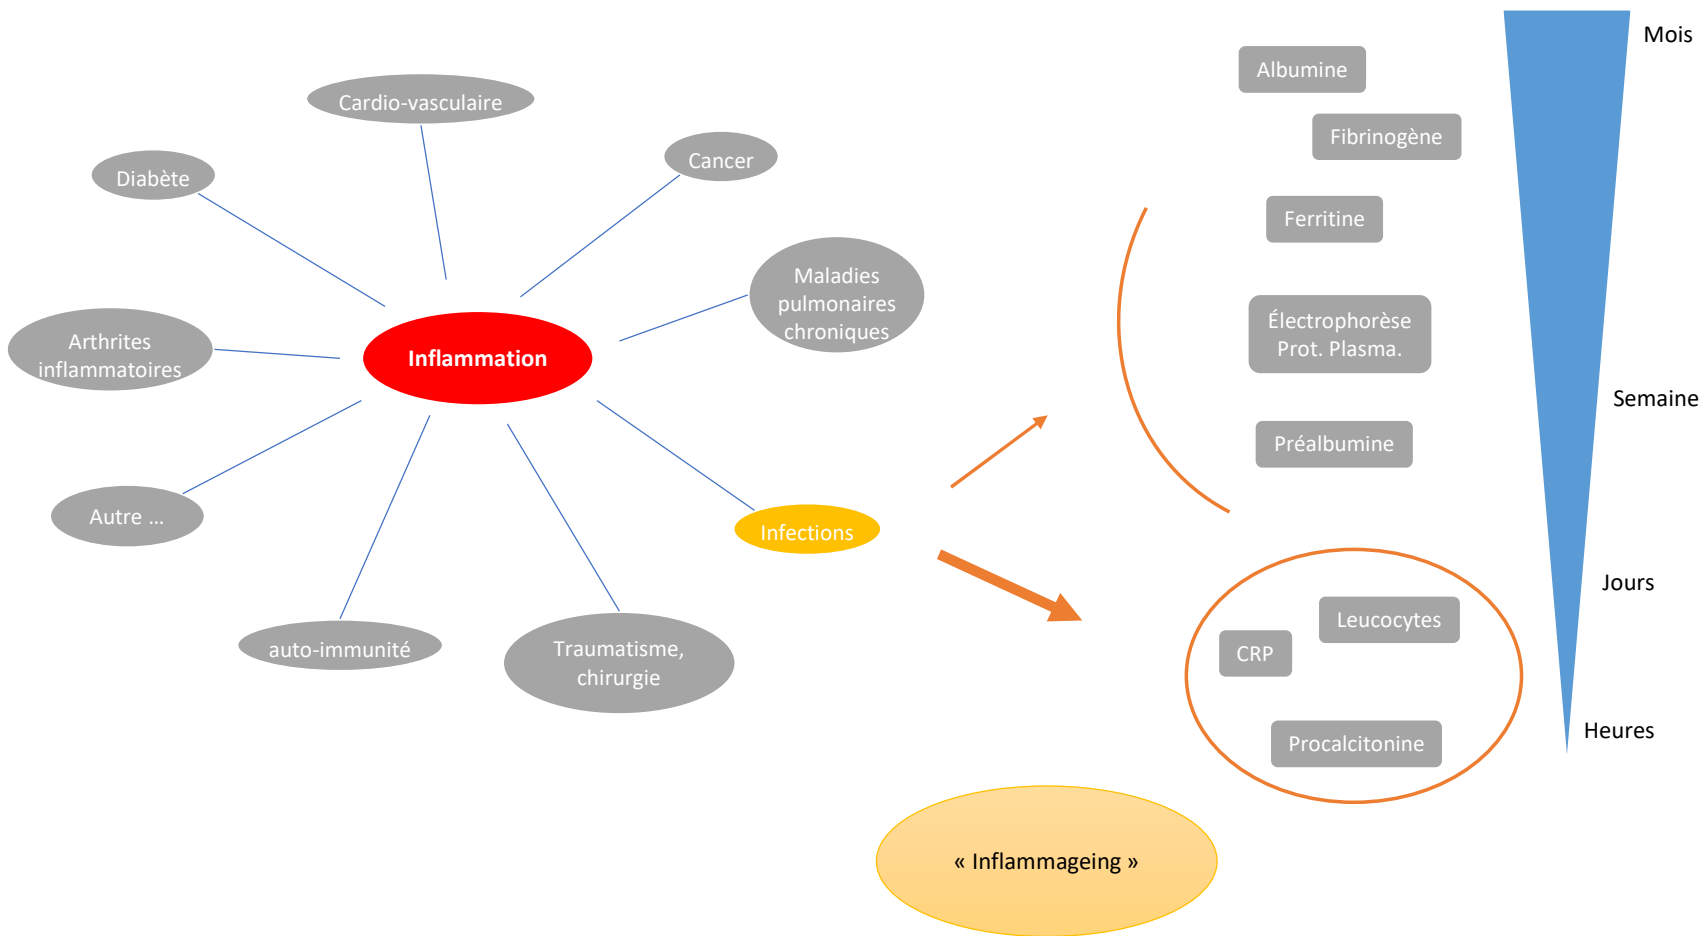 Cardio-vasculaire
Cancer
Diabète
Maladies
pulmonaires
chroniques
Arthrites
inflammatoires
Inflammation
Autre ...
Infections
auto-immunité
Traumatisme,
chirurgie
Mois
Albumine
Fibrinogène
Ferritine
Électrophorèse
Prot. Plasma.
Semaine
Préalbumine
Jours
Leucocytes
CRP
Heures
Procalcitonine
« Inflammageing »